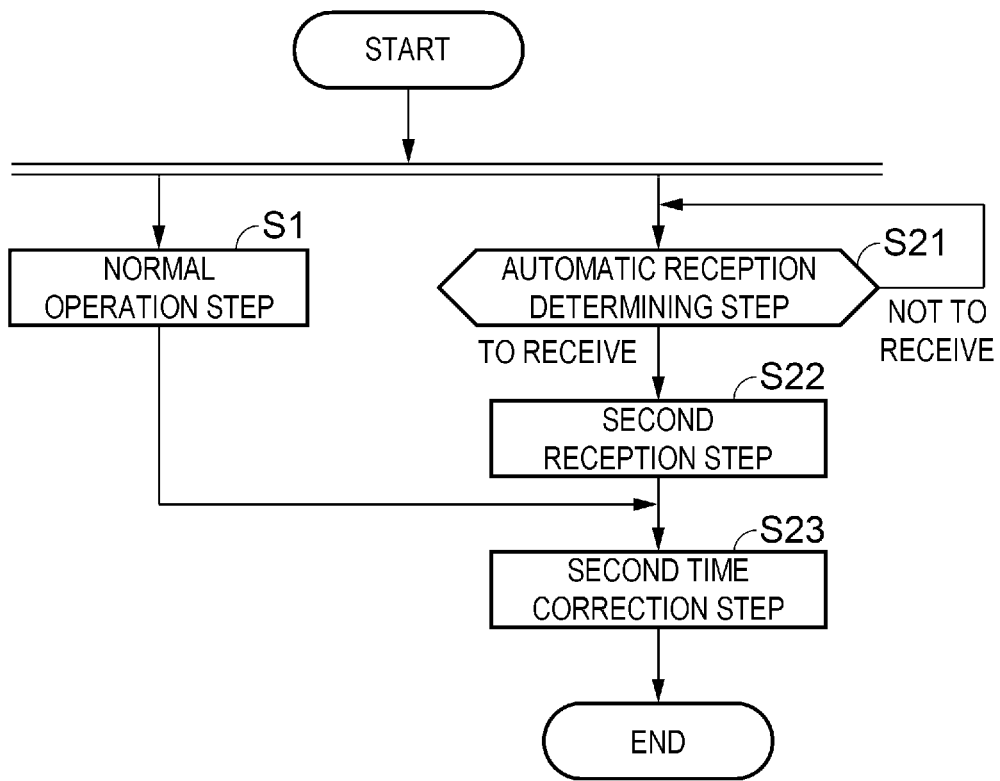 START
S1
NORMAL
OPERATION STEP
S21
AUTOMATIC RECEPTION
DETERMINING STEP
NOT TO
RECEIVE
TO RECEIVE
S22
SECOND
RECEPTION STEP
S23
SECOND TIME
CORRECTION STEP
END